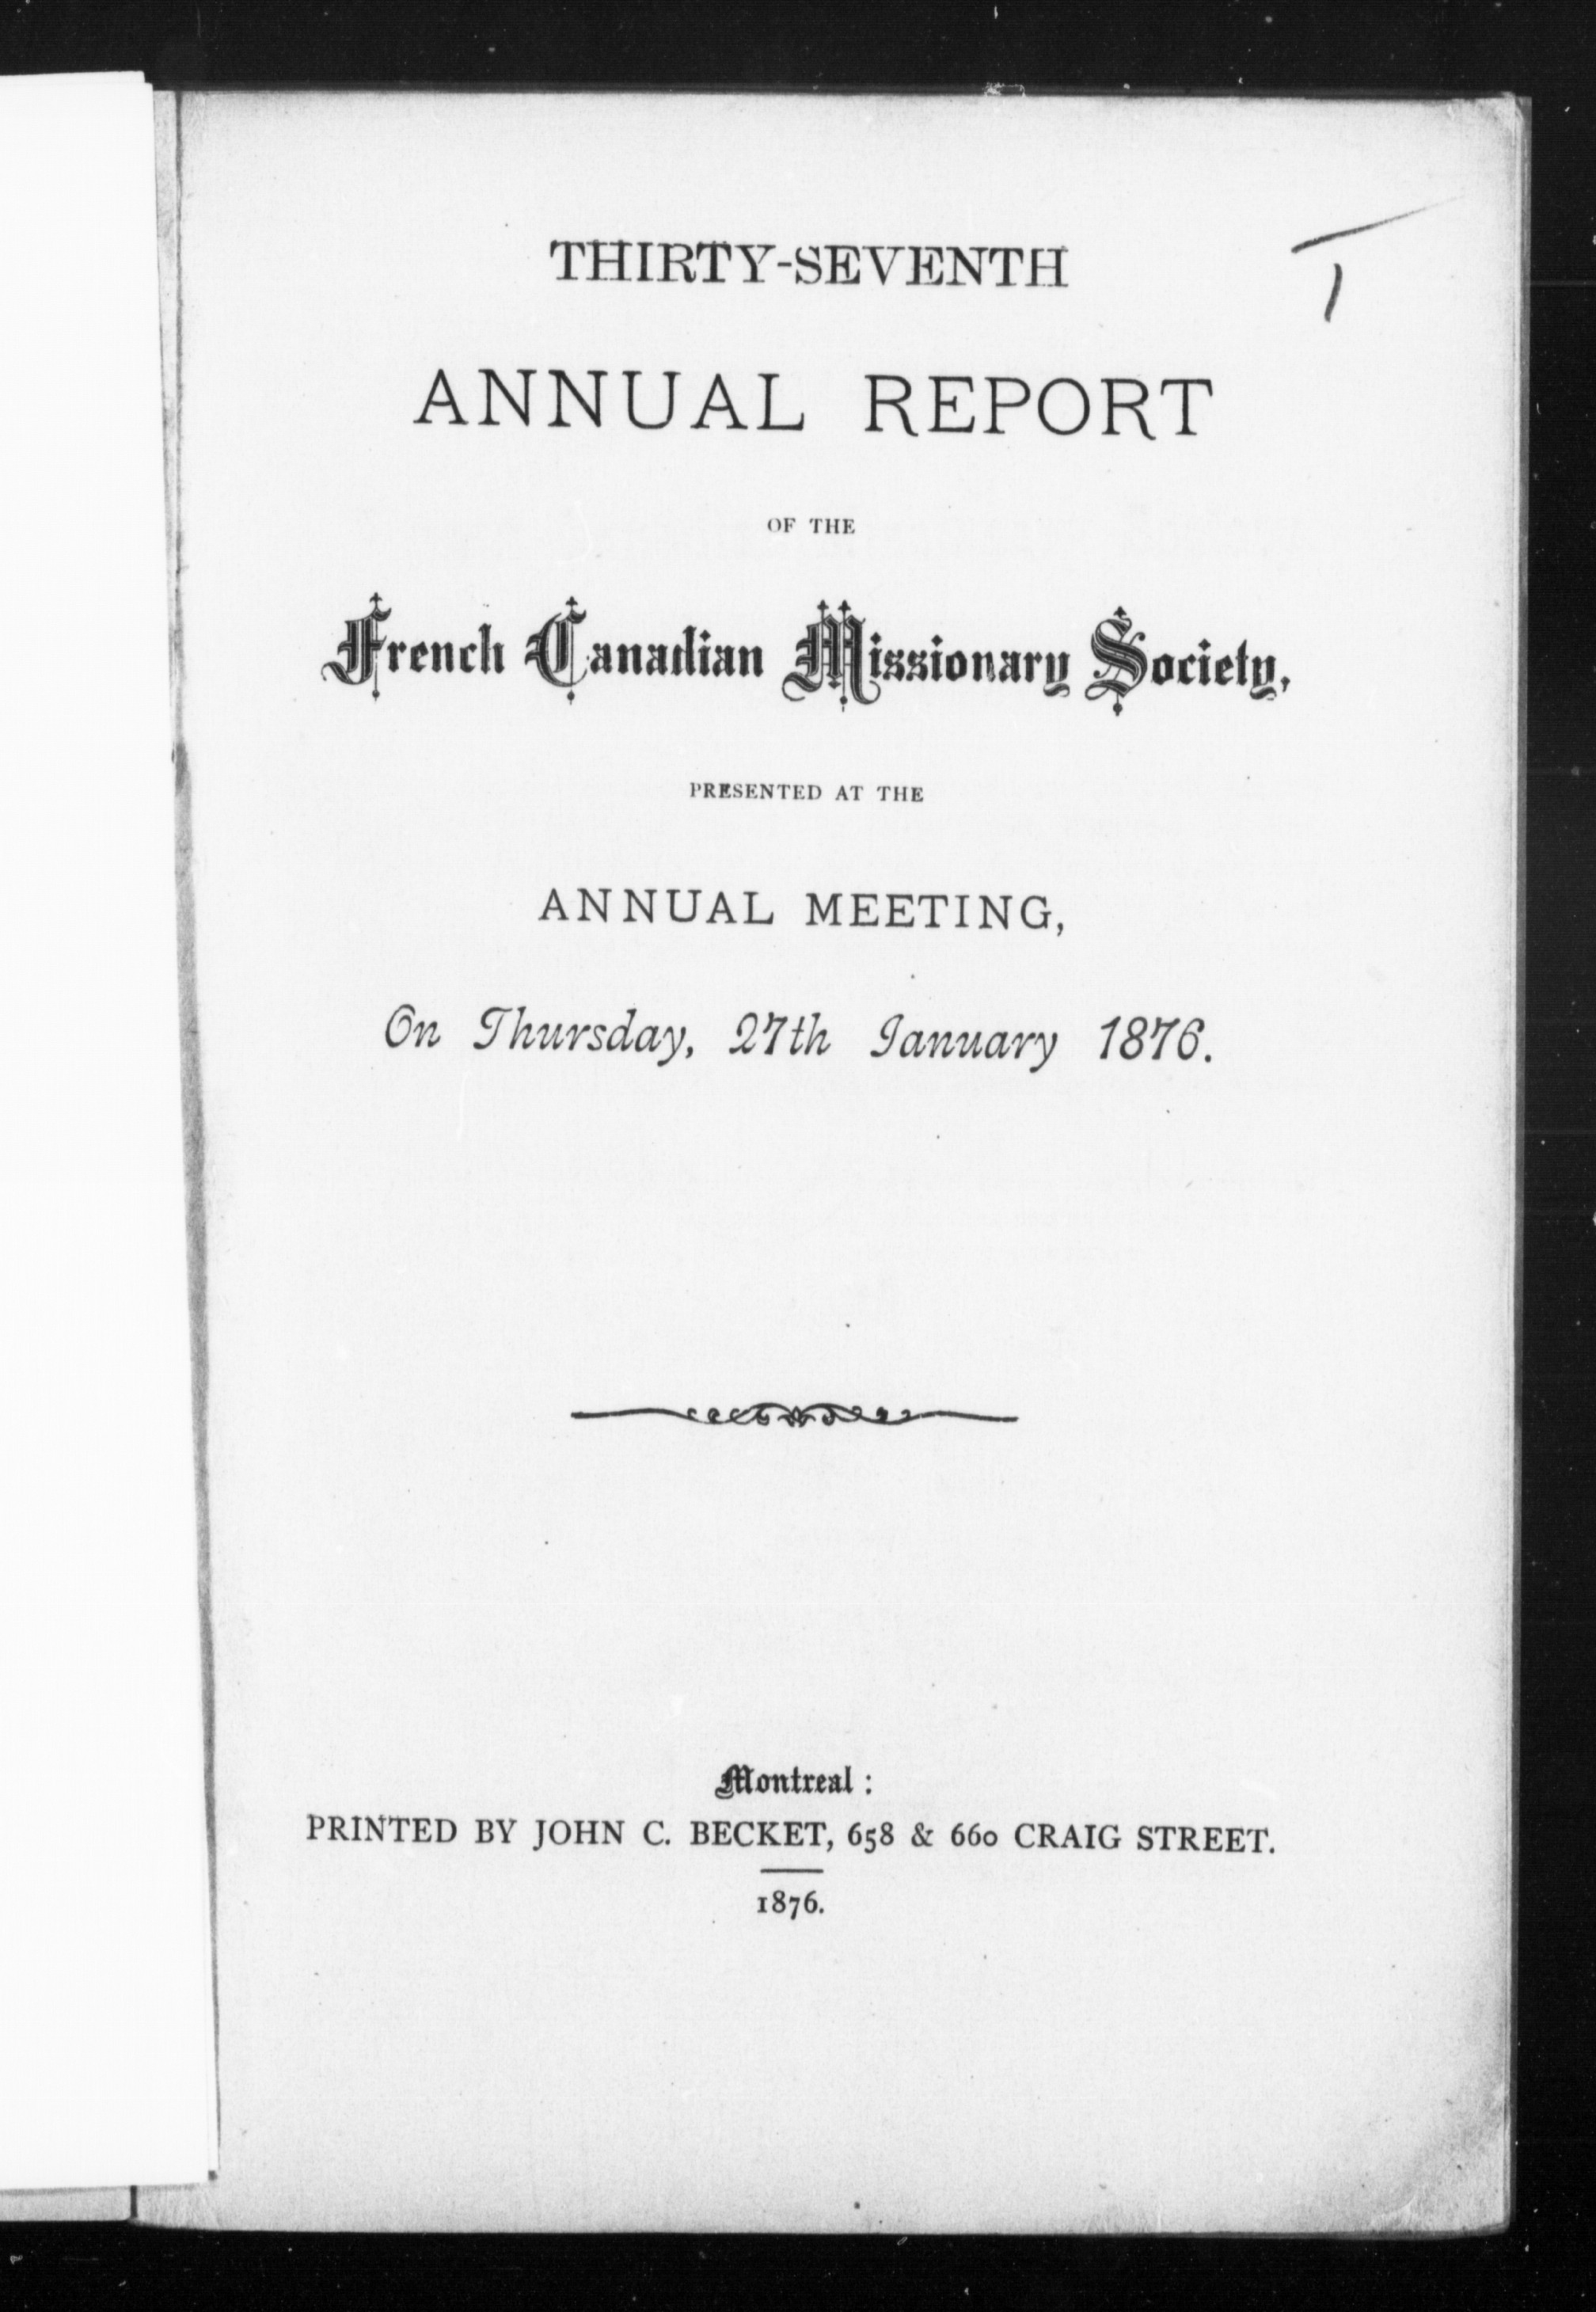 THIRTY-SEVENTH
ANNUAL REPORT
OF THE
French Canadian Missionary Society,
PRESENTED AT THE
ANNUAL MEETING,
On Thursday, 27th January 1876.
Montreal:
PRINTED BY JOHN C. BECKET, 658 & 660 CRAIG STREET.
1876.